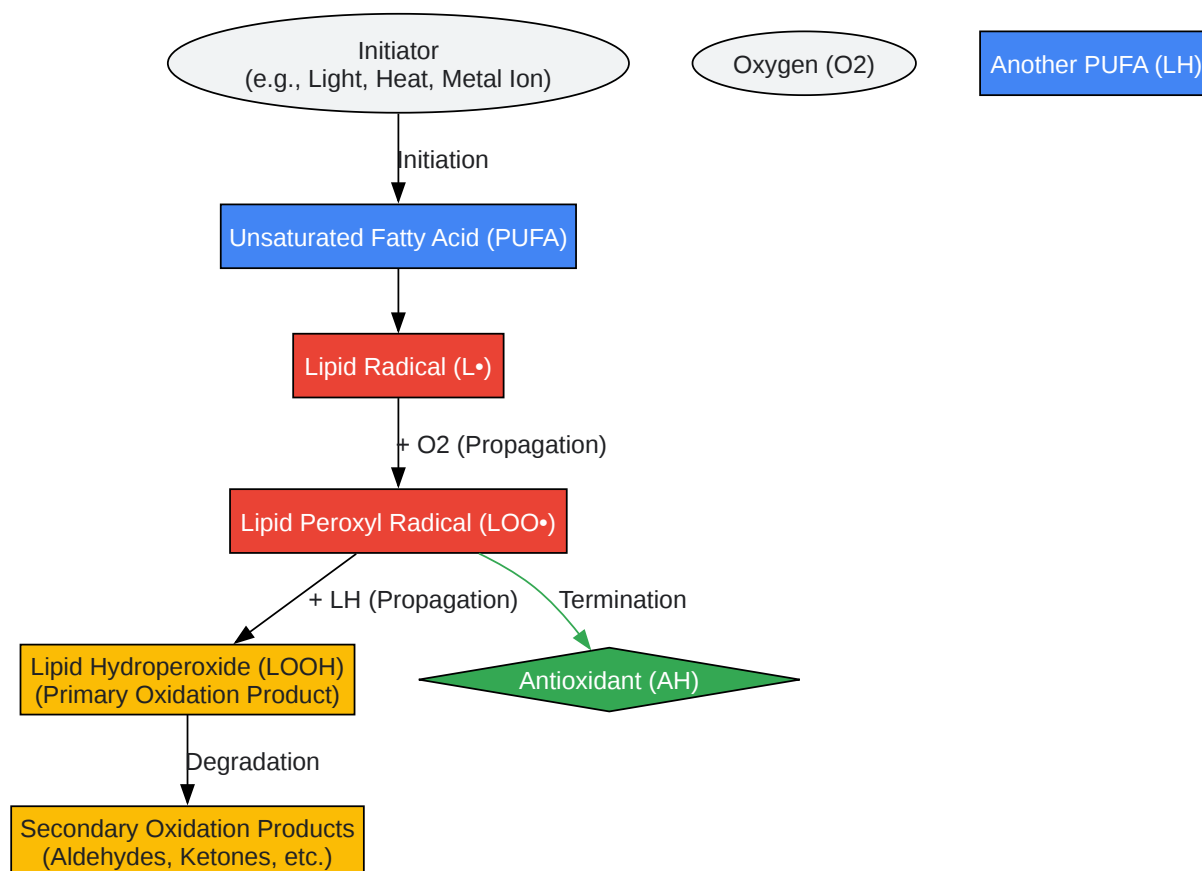 Initiator
(e.g., Light, Heat, Metal Ion)
Oxygen (O2)
Another PUFA (LH)
Initiation
Unsaturated Fatty Acid (PUFA)
Lipid Radical (L•)
+ O2 (Propagation)
Lipid Peroxyl Radical (LOO•)
+ LH (Propagation)
Termination
Lipid Hydroperoxide (LOOH)
(Primary Oxidation Product)
Antioxidant (AH)
Degradation
Secondary Oxidation Products
(Aldehydes, Ketones, etc.)